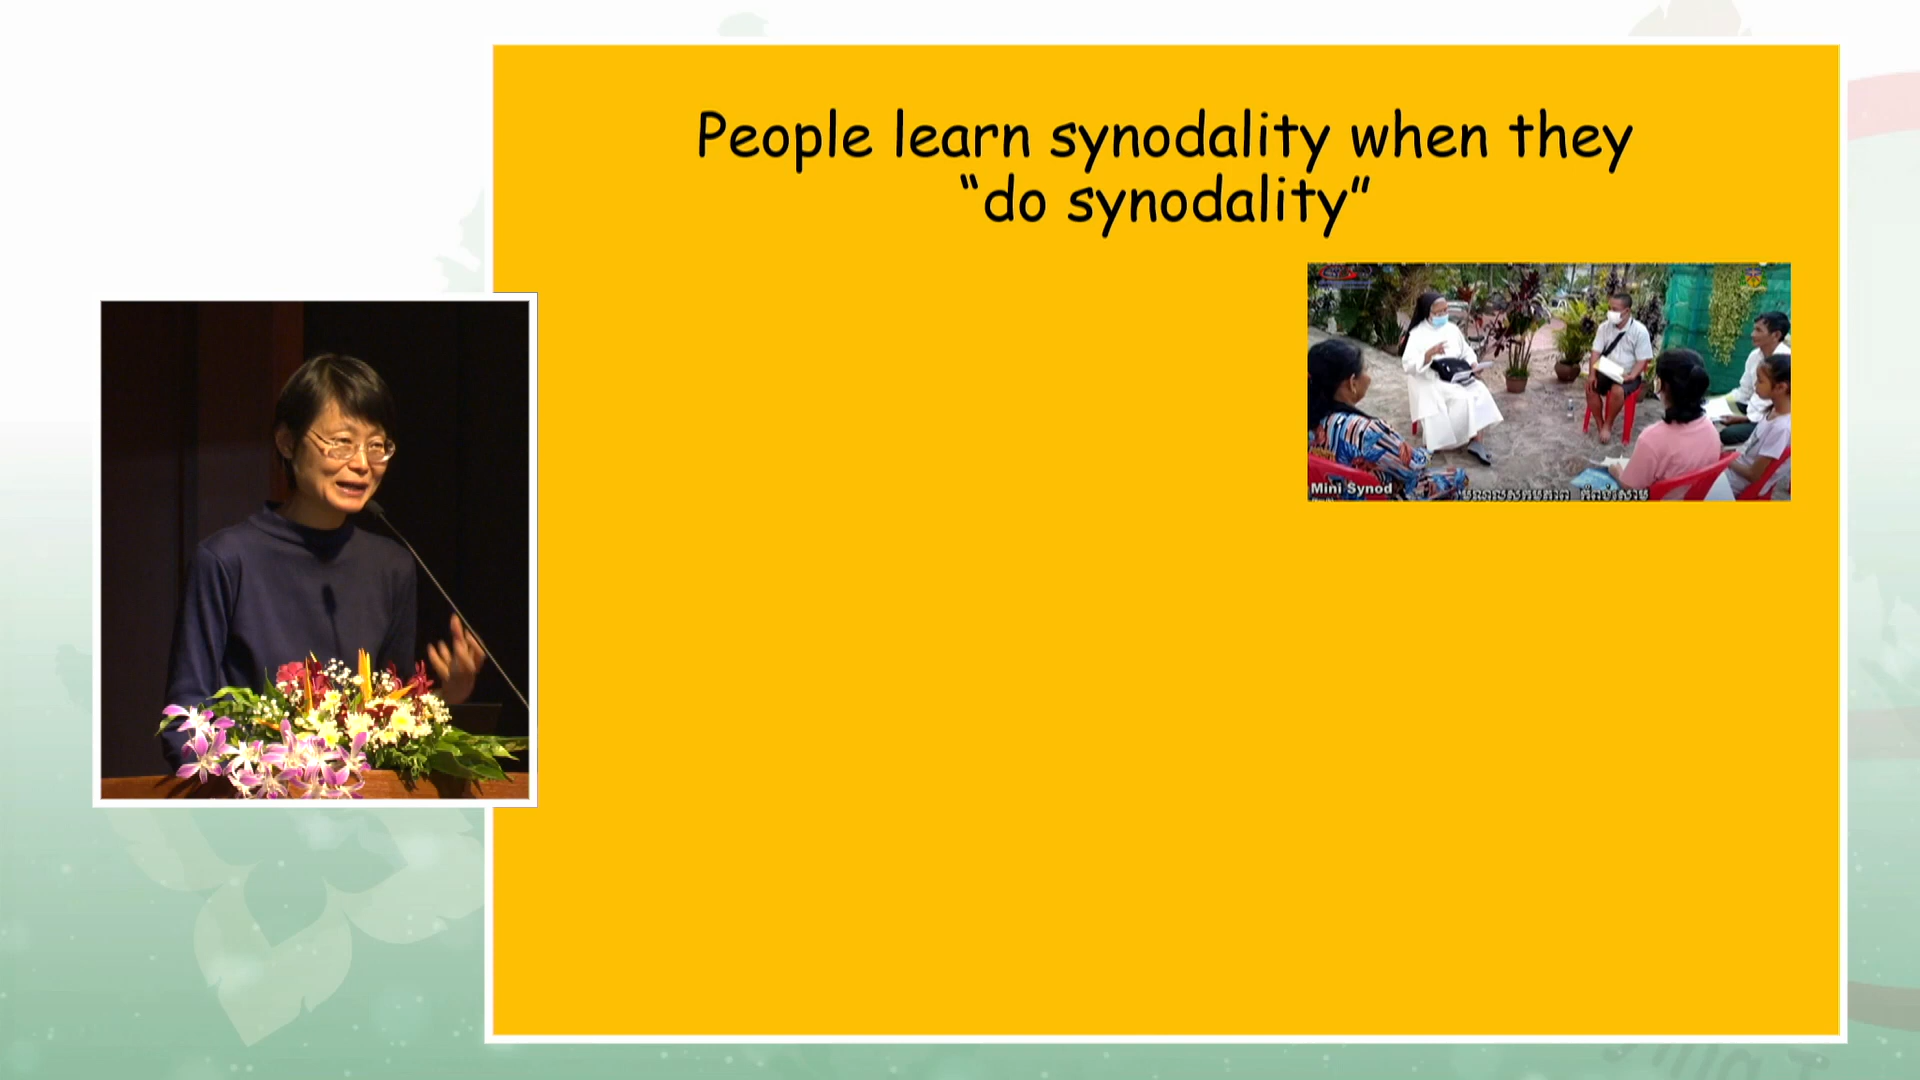 People learn synodality when they
“do synodality”
Mini Synod